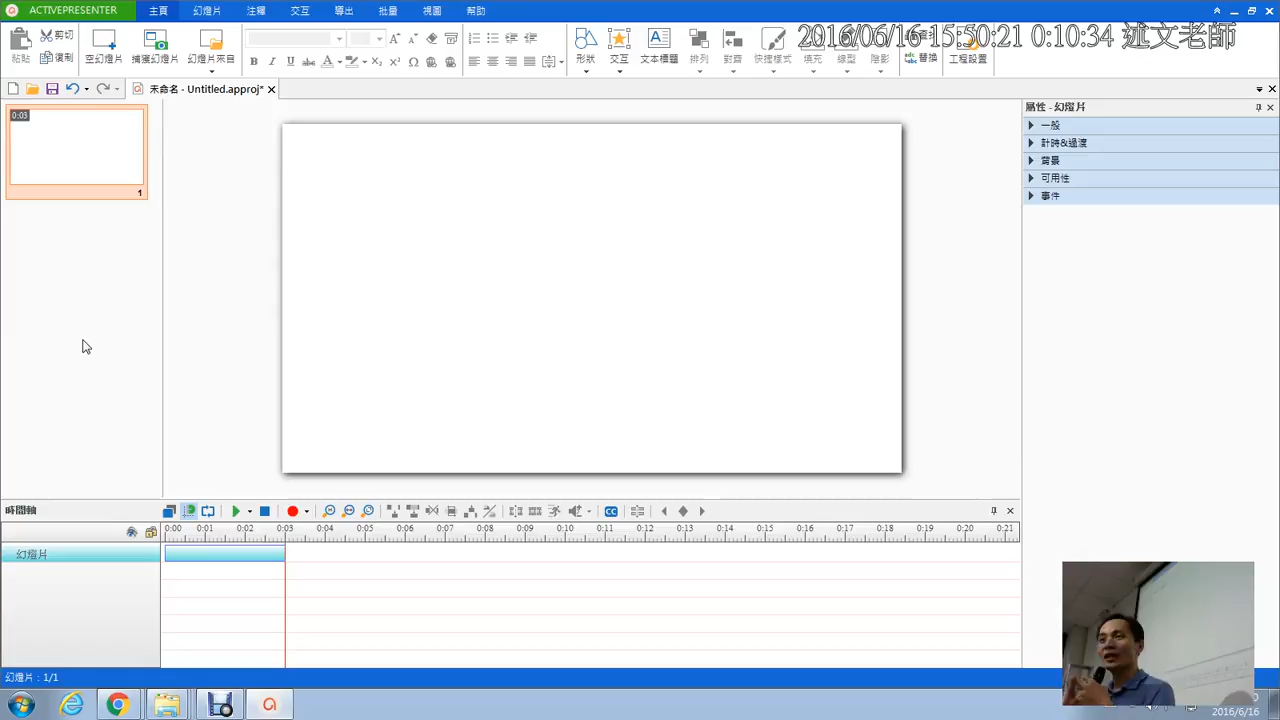 ACTIVEPRESENTER 主頁 幻燈片 注釋 交互 導出 批量 視圖 幫助
2016/06/16 15:50:21 0:10:34 述文老師
剪切
複制
粘貼 空幻燈片 捕獲幻燈片 幻燈片來自
形狀 交互 文本標題 排列 對齊 快捷樣式 填充 線型 陰影 替換 工程設置
未命名 - Untitled.approj*
0:03
1
屬性 - 幻燈片
一般
計時&過渡
背景
可用性
事件
時間軸
0:00 0:01 0:02 0:03 0:04 0:05 0:06 0:07 0:08 0:09 0:10 0:11 0:12 0:13 0:14 0:15 0:16 0:17 0:18 0:19 0:20 0:21
幻燈片
幻燈片：1/1
2016/6/16